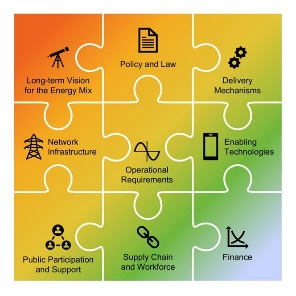 Long-term Vision
for the Energy Mix
Policy and Law
Delivery
Mechanisms
Network
Infrastructure
Operational
Requirements
Enabling
Technologies
Public Participation
and Support
Supply Chain
and Workforce
Finance